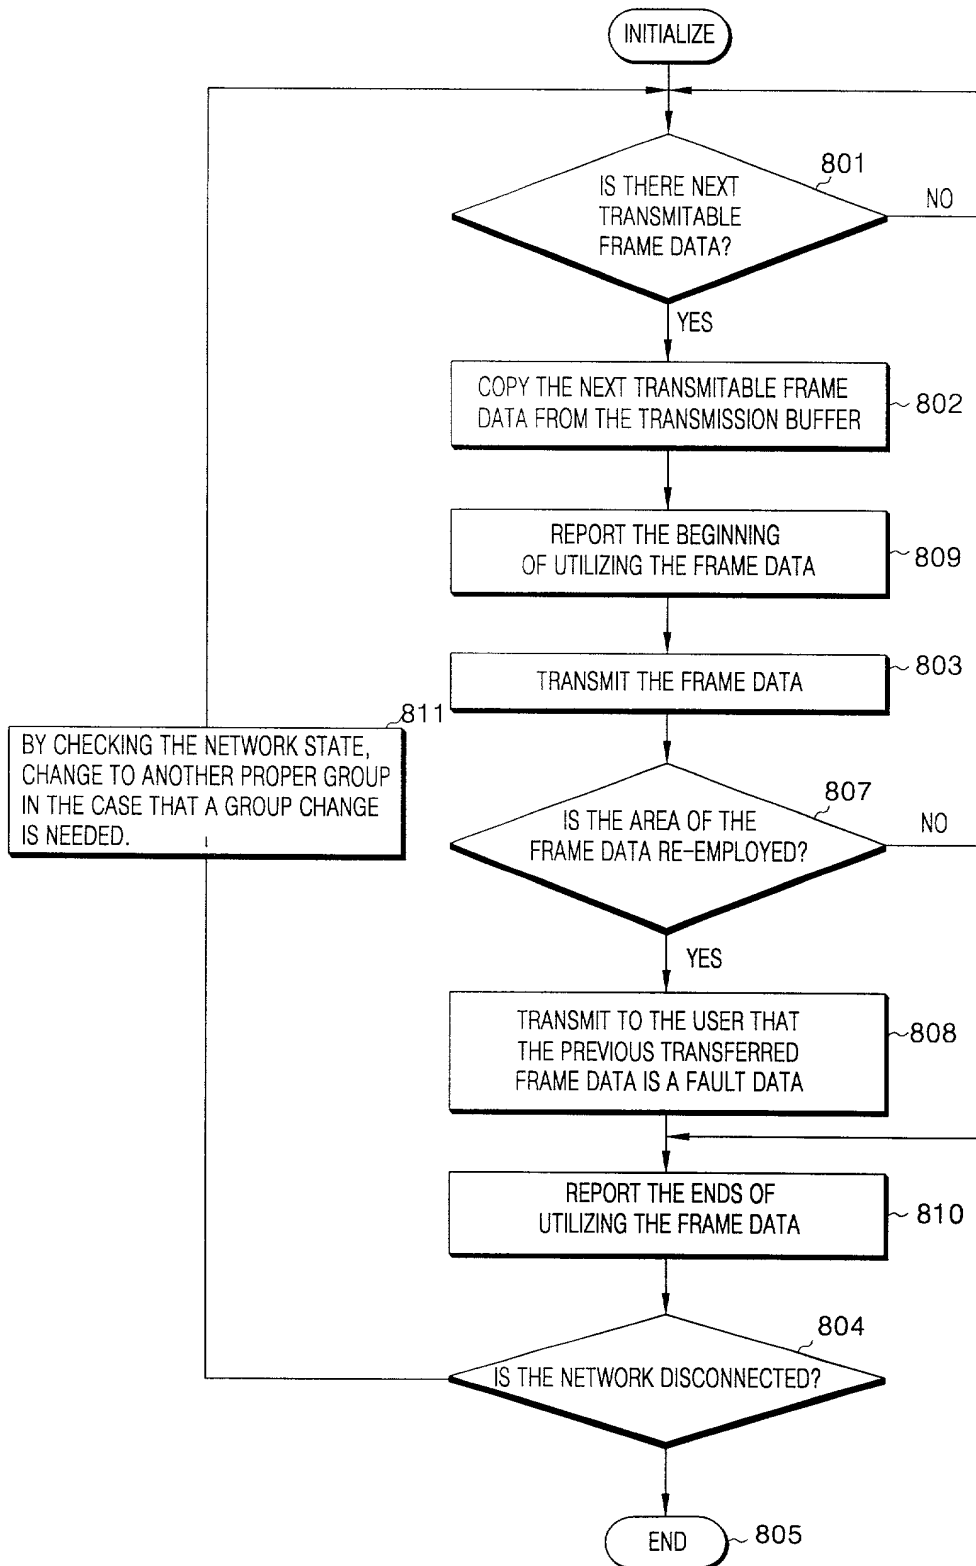 INITIALIZE
801
IS THERE NEXT
TRANSMITABLE
FRAME DATA?
NO
YES
COPY THE NEXT TRANSMITABLE FRAME
DATA FROM THE TRANSMISSION BUFFER
802
REPORT THE BEGINNING
OF UTILIZING THE FRAME DATA
809
TRANSMIT THE FRAME DATA
803
811
BY CHECKING THE NETWORK STATE,
CHANGE TO ANOTHER PROPER GROUP
IN THE CASE THAT A GROUP CHANGE
IS NEEDED.
807
IS THE AREA OF THE
FRAME DATA RE-EMPLOYED?
NO
YES
TRANSMIT TO THE USER THAT
THE PREVIOUS TRANSFERRED
FRAME DATA IS A FAULT DATA
808
REPORT THE ENDS OF
UTILIZING THE FRAME DATA
810
804
IS THE NETWORK DISCONNECTED?
END
805